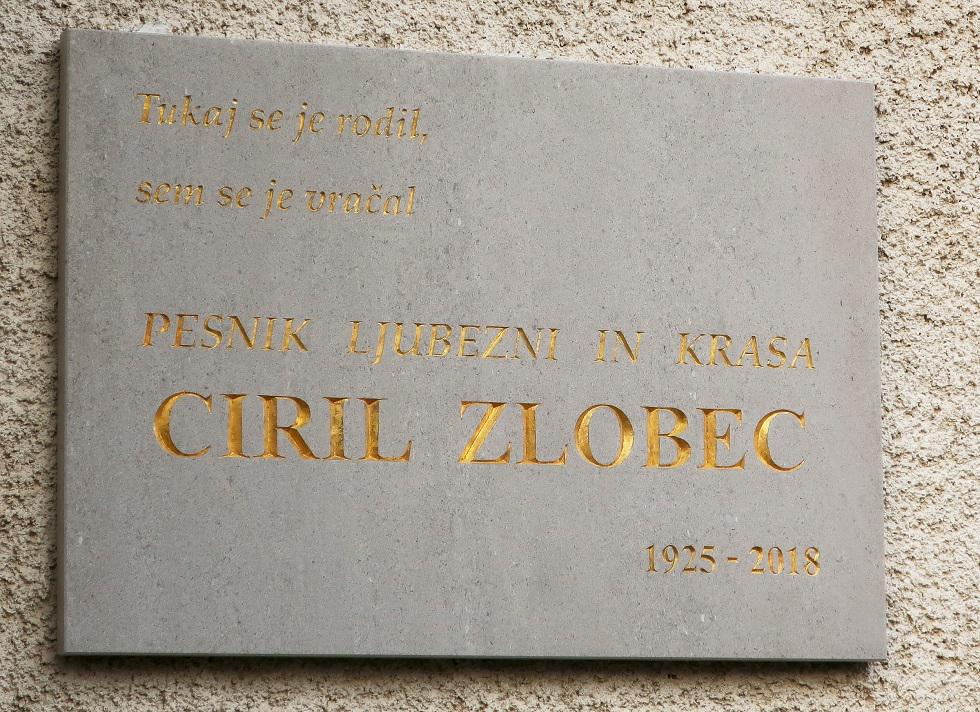 Tukaj se je rodil,
sem se je vračal
PESNIK LJUBEZNI IN KRASA
CIRIL ZLOBEC
1925 - 2018